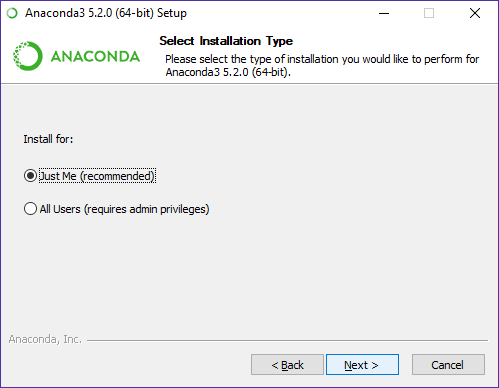 Anaconda3 5.2.0 (64-bit) Setup
ANACONDA
Select Installation Type
Please select the type of installation you would like to perform for
Anaconda3 5.2.0 (64-bit).
Install for:
Just Me (recommended)
All Users (requires admin privileges)
Anaconda, Inc.
< Back
Next >
Cancel